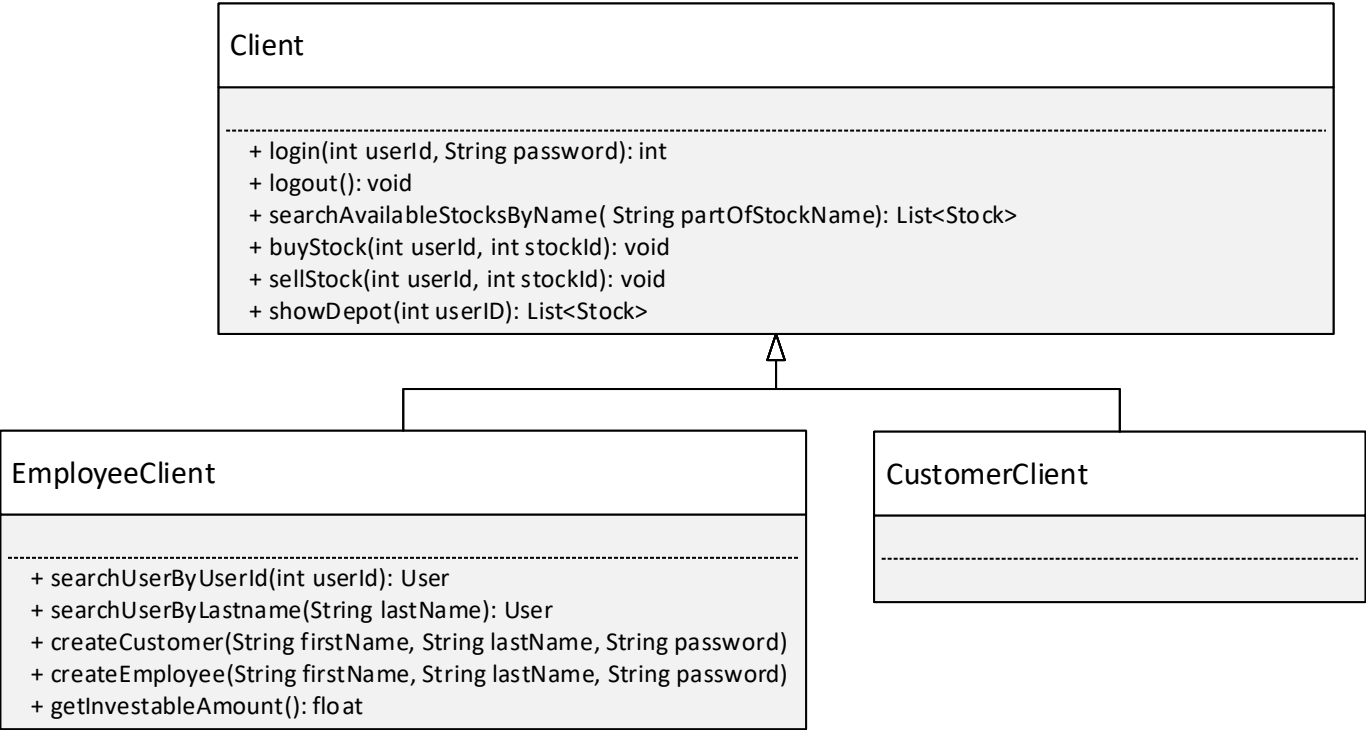 Client
+ login(int userId, String password): int
+ logout(): void
+ searchAvailableStocksByName( String partOfStockName): List<Stock>
+ buyStock(int userId, int stockId): void
+ sellStock(int userId, int stockId): void
+ showDepot(int userID): List<Stock>
EmployeeClient
+ searchUserByUserId(int userId): User
+ searchUserByLastname(String lastName): User
+ createCustomer(String firstName, String lastName, String password)
+ createEmployee(String firstName, String lastName, String password)
+ getInvestableAmount(): float
CustomerClient